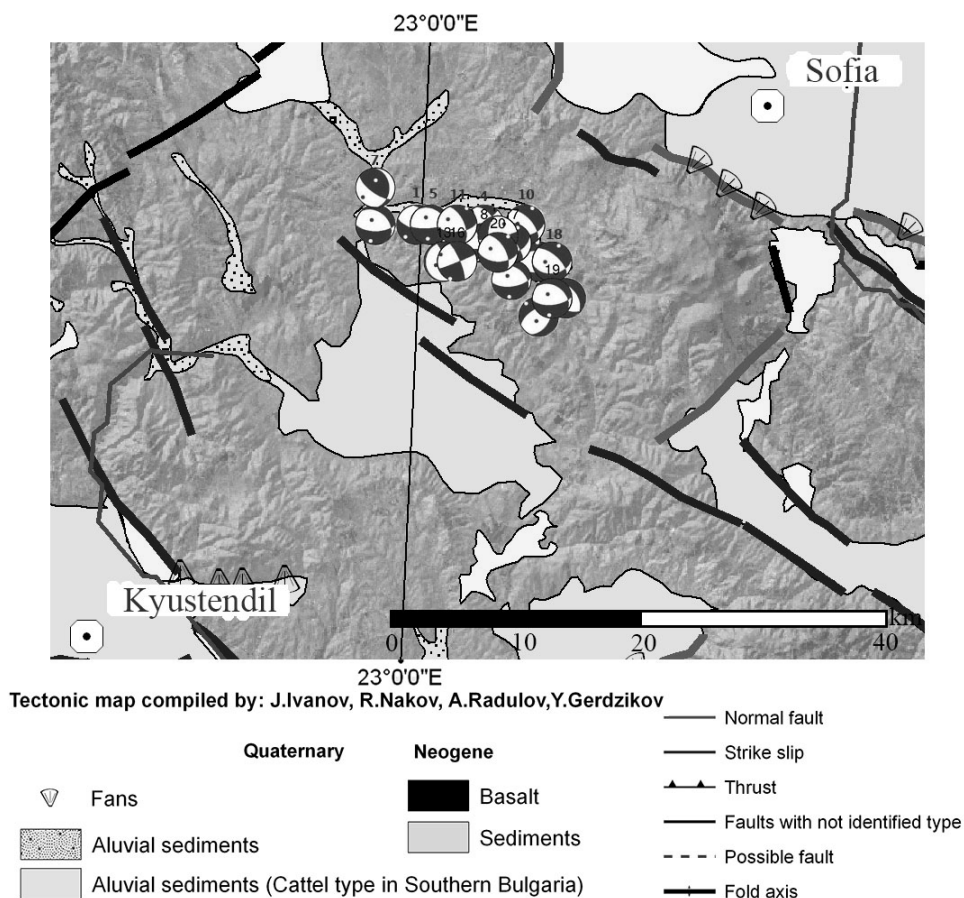 23°0'0"E
Sofia
7
1 5 11 4 10
8
20
13 16
18
19
Kyustendil
km
0 10 20 40
23°0'0"E
Tectonic map compiled by: J.Ivanov, R.Nakov, A.Radulov,Y.Gerdzikov
Quaternary
Fans
Aluvial sediments
Aluvial sediments (Cattel type in Southern Bulgaria)
Neogene
Basalt
Sediments
Normal fault
Strike slip
Thrust
Faults with not identified type
Possible fault
Fold axis